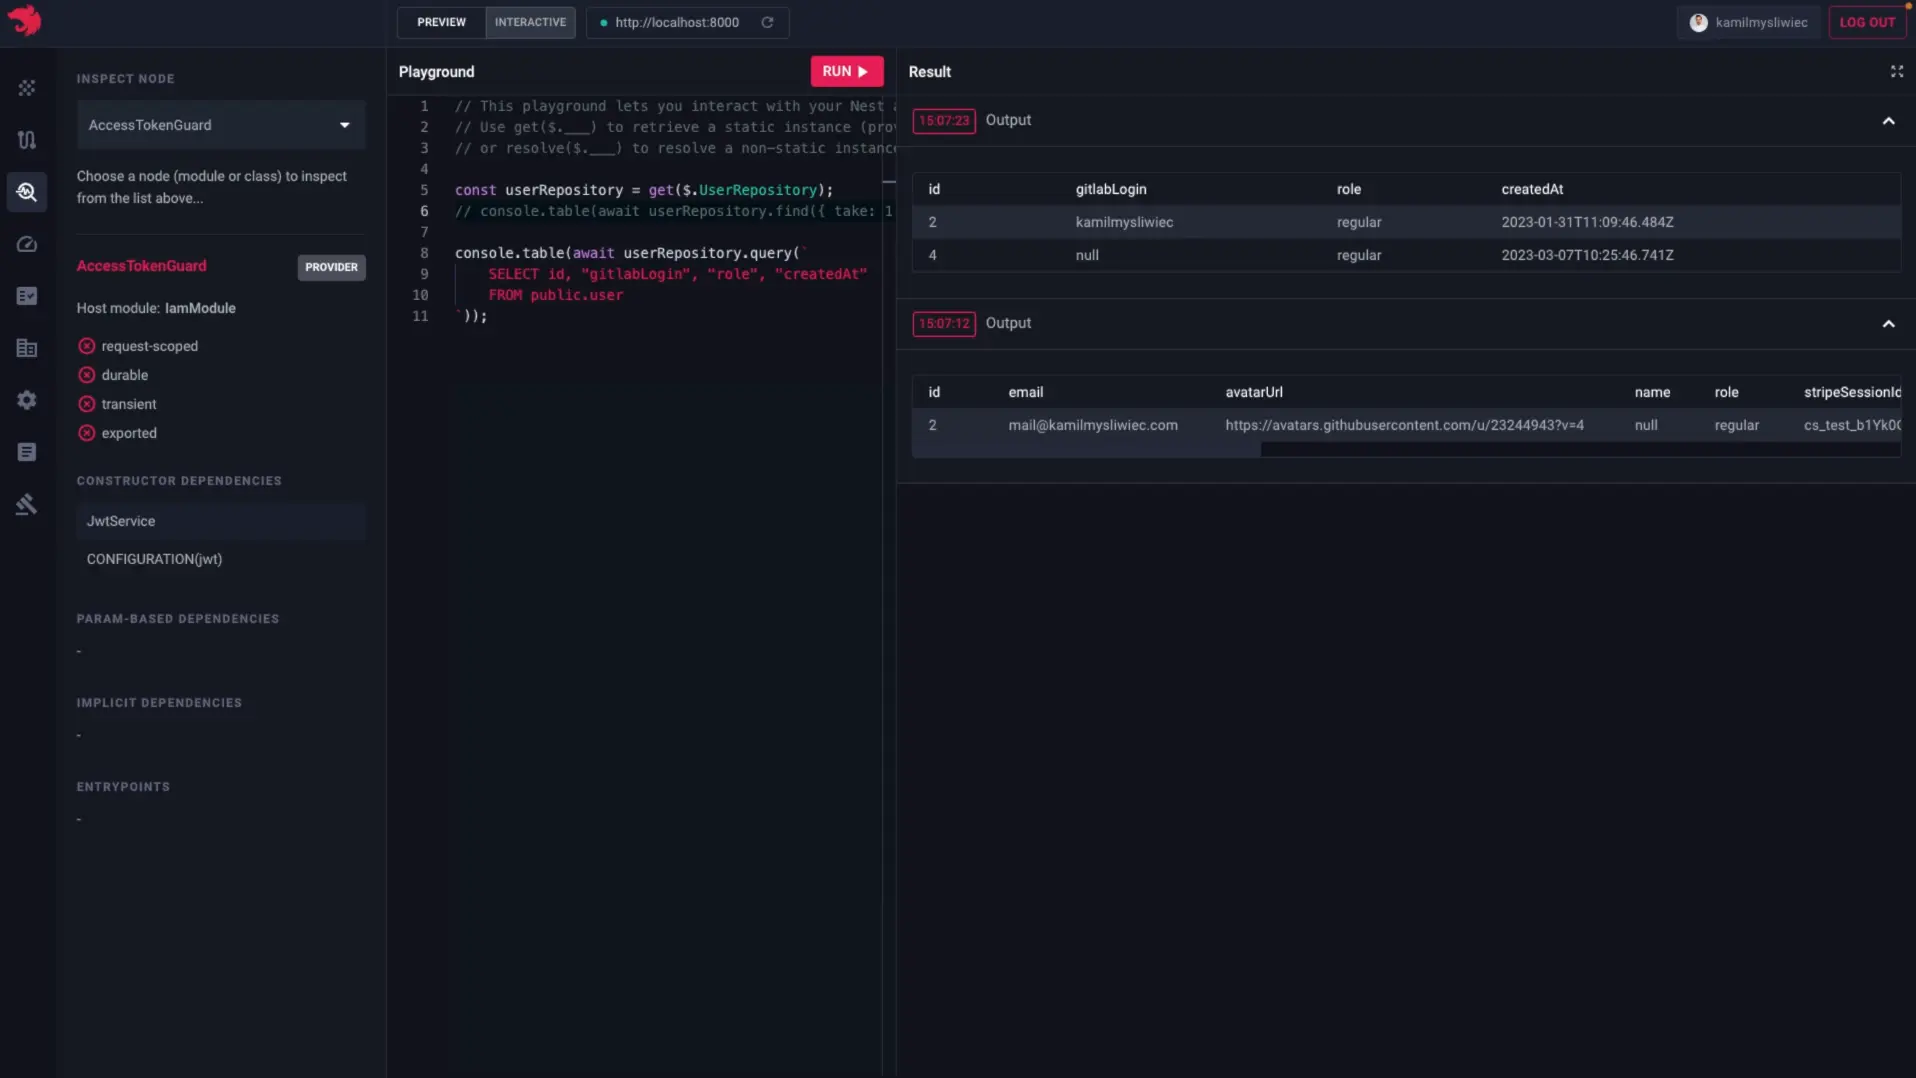 PREVIEW
INTERACTIVE
http://localhost:8000
kamilmysliwiec
LOG OUT
INSPECT NODE
AccessTokenGuard
Choose a node (module or class) to inspect
from the list above...
AccessTokenGuard
PROVIDER
Host module: IamModule
request-scoped
durable
transient
exported
CONSTRUCTOR DEPENDENCIES
JwtService
CONFIGURATION(jwt)
PARAM-BASED DEPENDENCIES
-
IMPLICIT DEPENDENCIES
-
ENTRYPOINTS
-
Playground
RUN
1 // This playground lets you interact with your Nest a
2 // Use get($.___) to retrieve a static instance (prov
3 // or resolve($.___) to resolve a non-static instance
4
5 const userRepository = get($.UserRepository);
6 // console.table(await userRepository.find({ take: 1
7
8 console.table(await userRepository.query(`
9 SELECT id, "gitlabLogin", "role", "createdAt"
10 FROM public.user
11 `));
Result
15:07:23 Output
id gitlabLogin role createdAt
2 kamilmysliwiec regular 2023-01-31T11:09:46.484Z
4 null regular 2023-03-07T10:25:46.741Z
15:07:12 Output
id email avatarUrl name role stripeSessionId
2 mail@kamilmysliwiec.com https://avatars.githubusercontent.com/u/23244943?v=4 null regular cs_test_b1Yk0